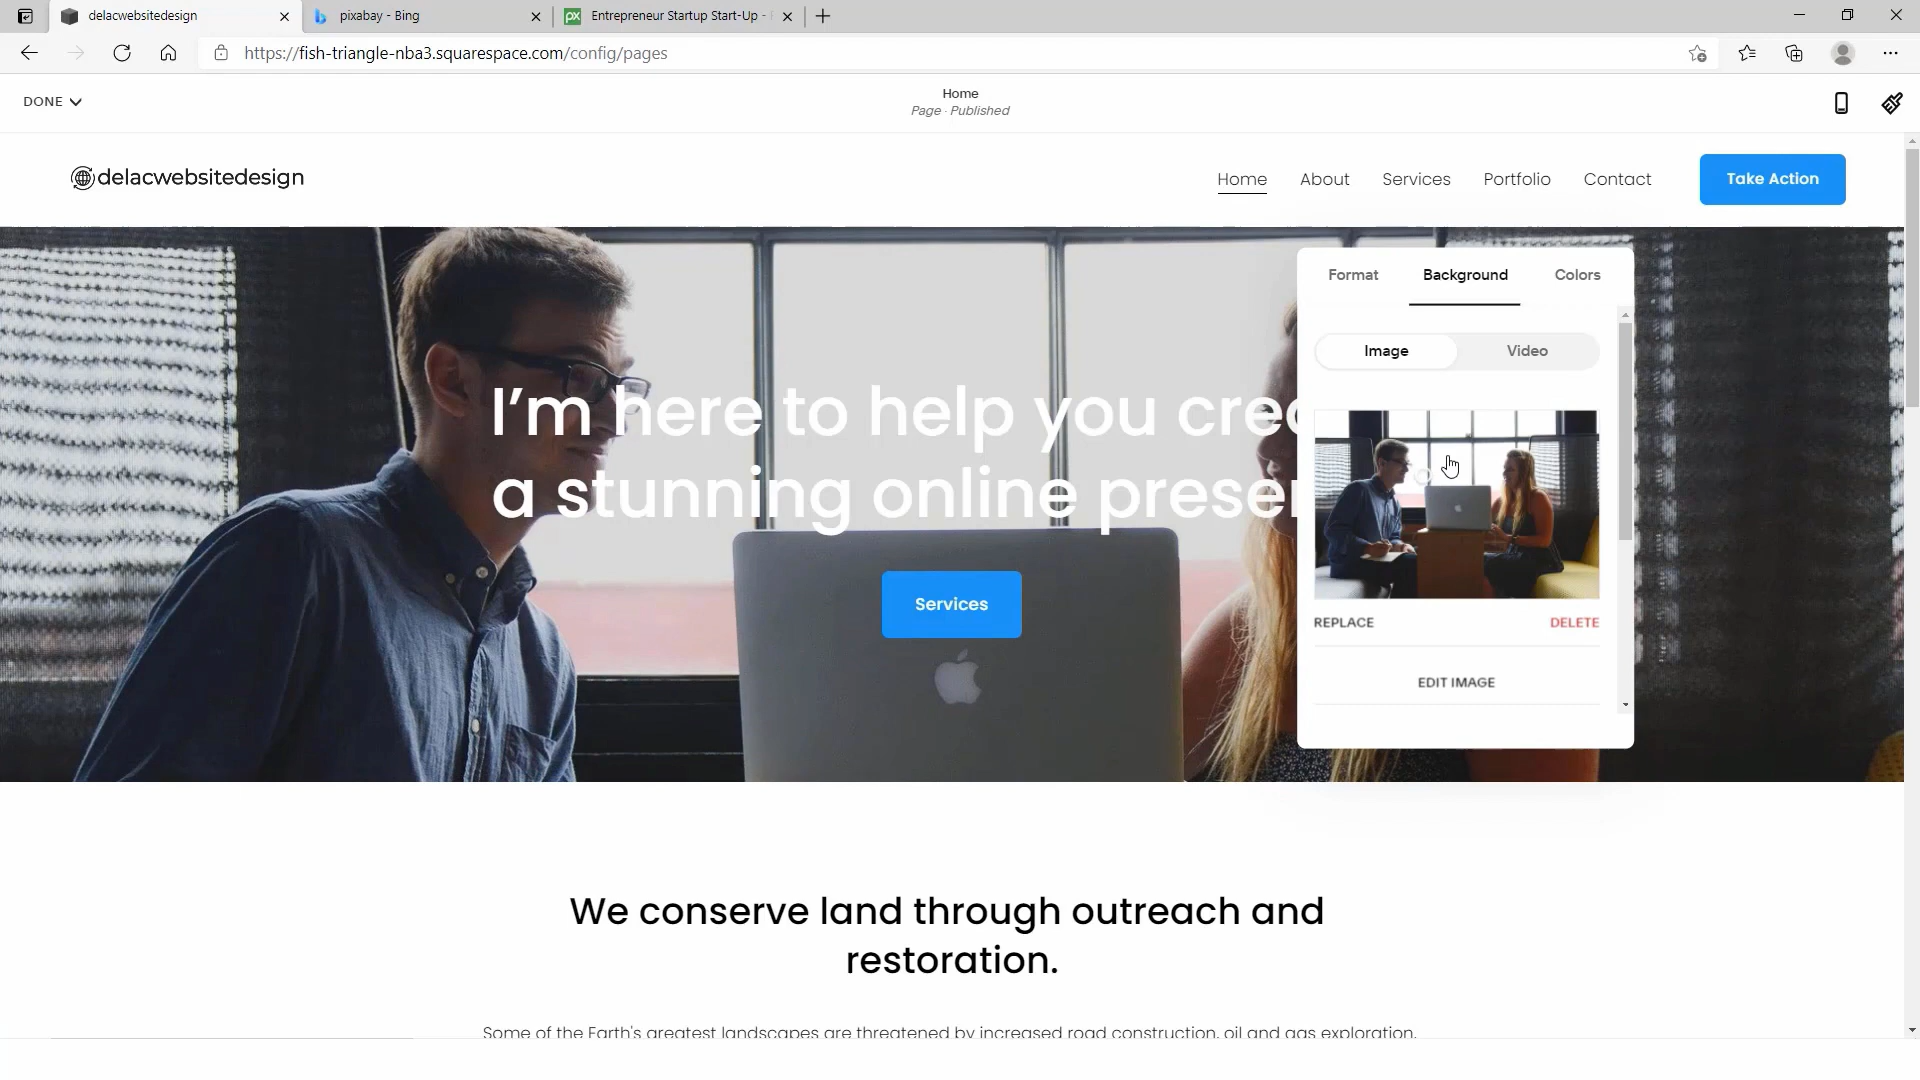 delacwebsitedesign
pixabay - Bing
Entrepreneur Startup Start-Up -
https://fish-triangle-nba3.squarespace.com/config/pages
DONE
Home
Page · Published
delacwebsitedesign
Home
About
Services
Portfolio
Contact
Take Action
Format
Background
Colors
Image
Video
I'm here to help you crea
a stunning online presen
REPLACE
DELETE
EDIT IMAGE
Services
We conserve land through outreach and
restoration.
Some of the Earth's greatest landscapes are threatened by increased road construction, oil and gas exploration,